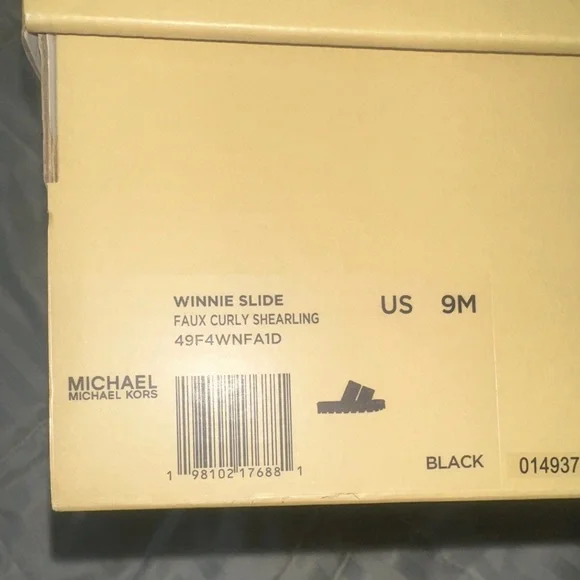 WINNIE SLIDE
FAUX CURLY SHEARLING
49F4WNFA1D
US 9M
MICHAEL
MICHAEL KORS
1 98102 17688 1
BLACK
014937